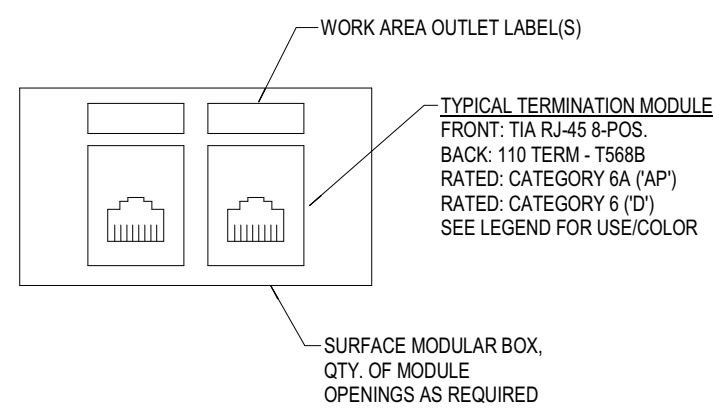 WORK AREA OUTLET LABEL(S)
TYPICAL TERMINATION MODULE
FRONT: TIA RJ-45 8-POS.
BACK: 110 TERM - T568B
RATED: CATEGORY 6A ('AP')
RATED: CATEGORY 6 ('D')
SEE LEGEND FOR USE/COLOR
SURFACE MODULAR BOX,
QTY. OF MODULE
OPENINGS AS REQUIRED